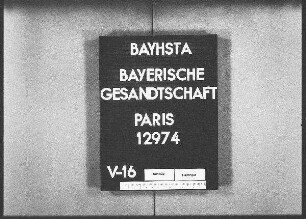 BAYHSTA
BAYERISCHE
GESANDTSCHAFT
PARIS
12974
V-16